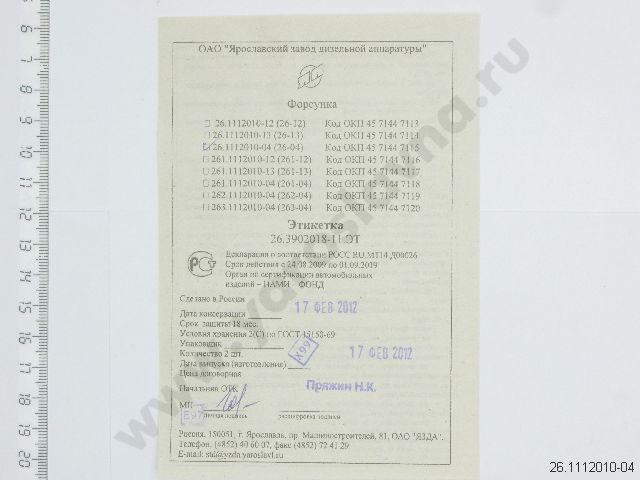 ОАО "Ярославский завод дизельной аппаратуры"
Форсунка
26.1112010-12 (26-12) Код ОКП 45 7144 7113
26.1112010-13 (26-13) Код ОКП 45 7144 7114
26.1112010-04 (26-04) Код ОКП 45 7144 7115
261.1112010-12 (261-12) Код ОКП 45 7144 7116
261.1112010-13 (261-13) Код ОКП 45 7144 7117
261.1112010-04 (261-04) Код ОКП 45 7144 7118
262.1112010-04 (262-04) Код ОКП 45 7144 7119
263.1112010-04 (263-04) Код ОКП 45 7144 7120
Этикетка
26.3902018-11 ЭТ
Декларация о соответствии РОСС RU.МТ14.Д00026
Срок действия с 24.08.2009 по 01.09.2019
Орган по сертификации автомобильных
изделий – НАМИ – ФОНД
Сделано в России
Дата консервации 17 ФЕВ 2012
Срок защиты 18 мес.
Условия хранения 2(С) по ГОСТ 15150-69
Упаковщик
Количество 2 шт.
Дата выпуска (изготовления) 17 ФЕВ 2012
Х99
Цена договорная
Начальник ОТК Пряжин Н.К.
МП
личная подпись расшифровка подписи
Россия, 150051, г. Ярославль, пр. Машиностроителей, 81, ОАО "ЯЗДА"
Телефон: (4852) 40 60 07, факс (4852) 72 41 29
E-mail: std@yzda.yaroslavl.ru
26.1112010-04